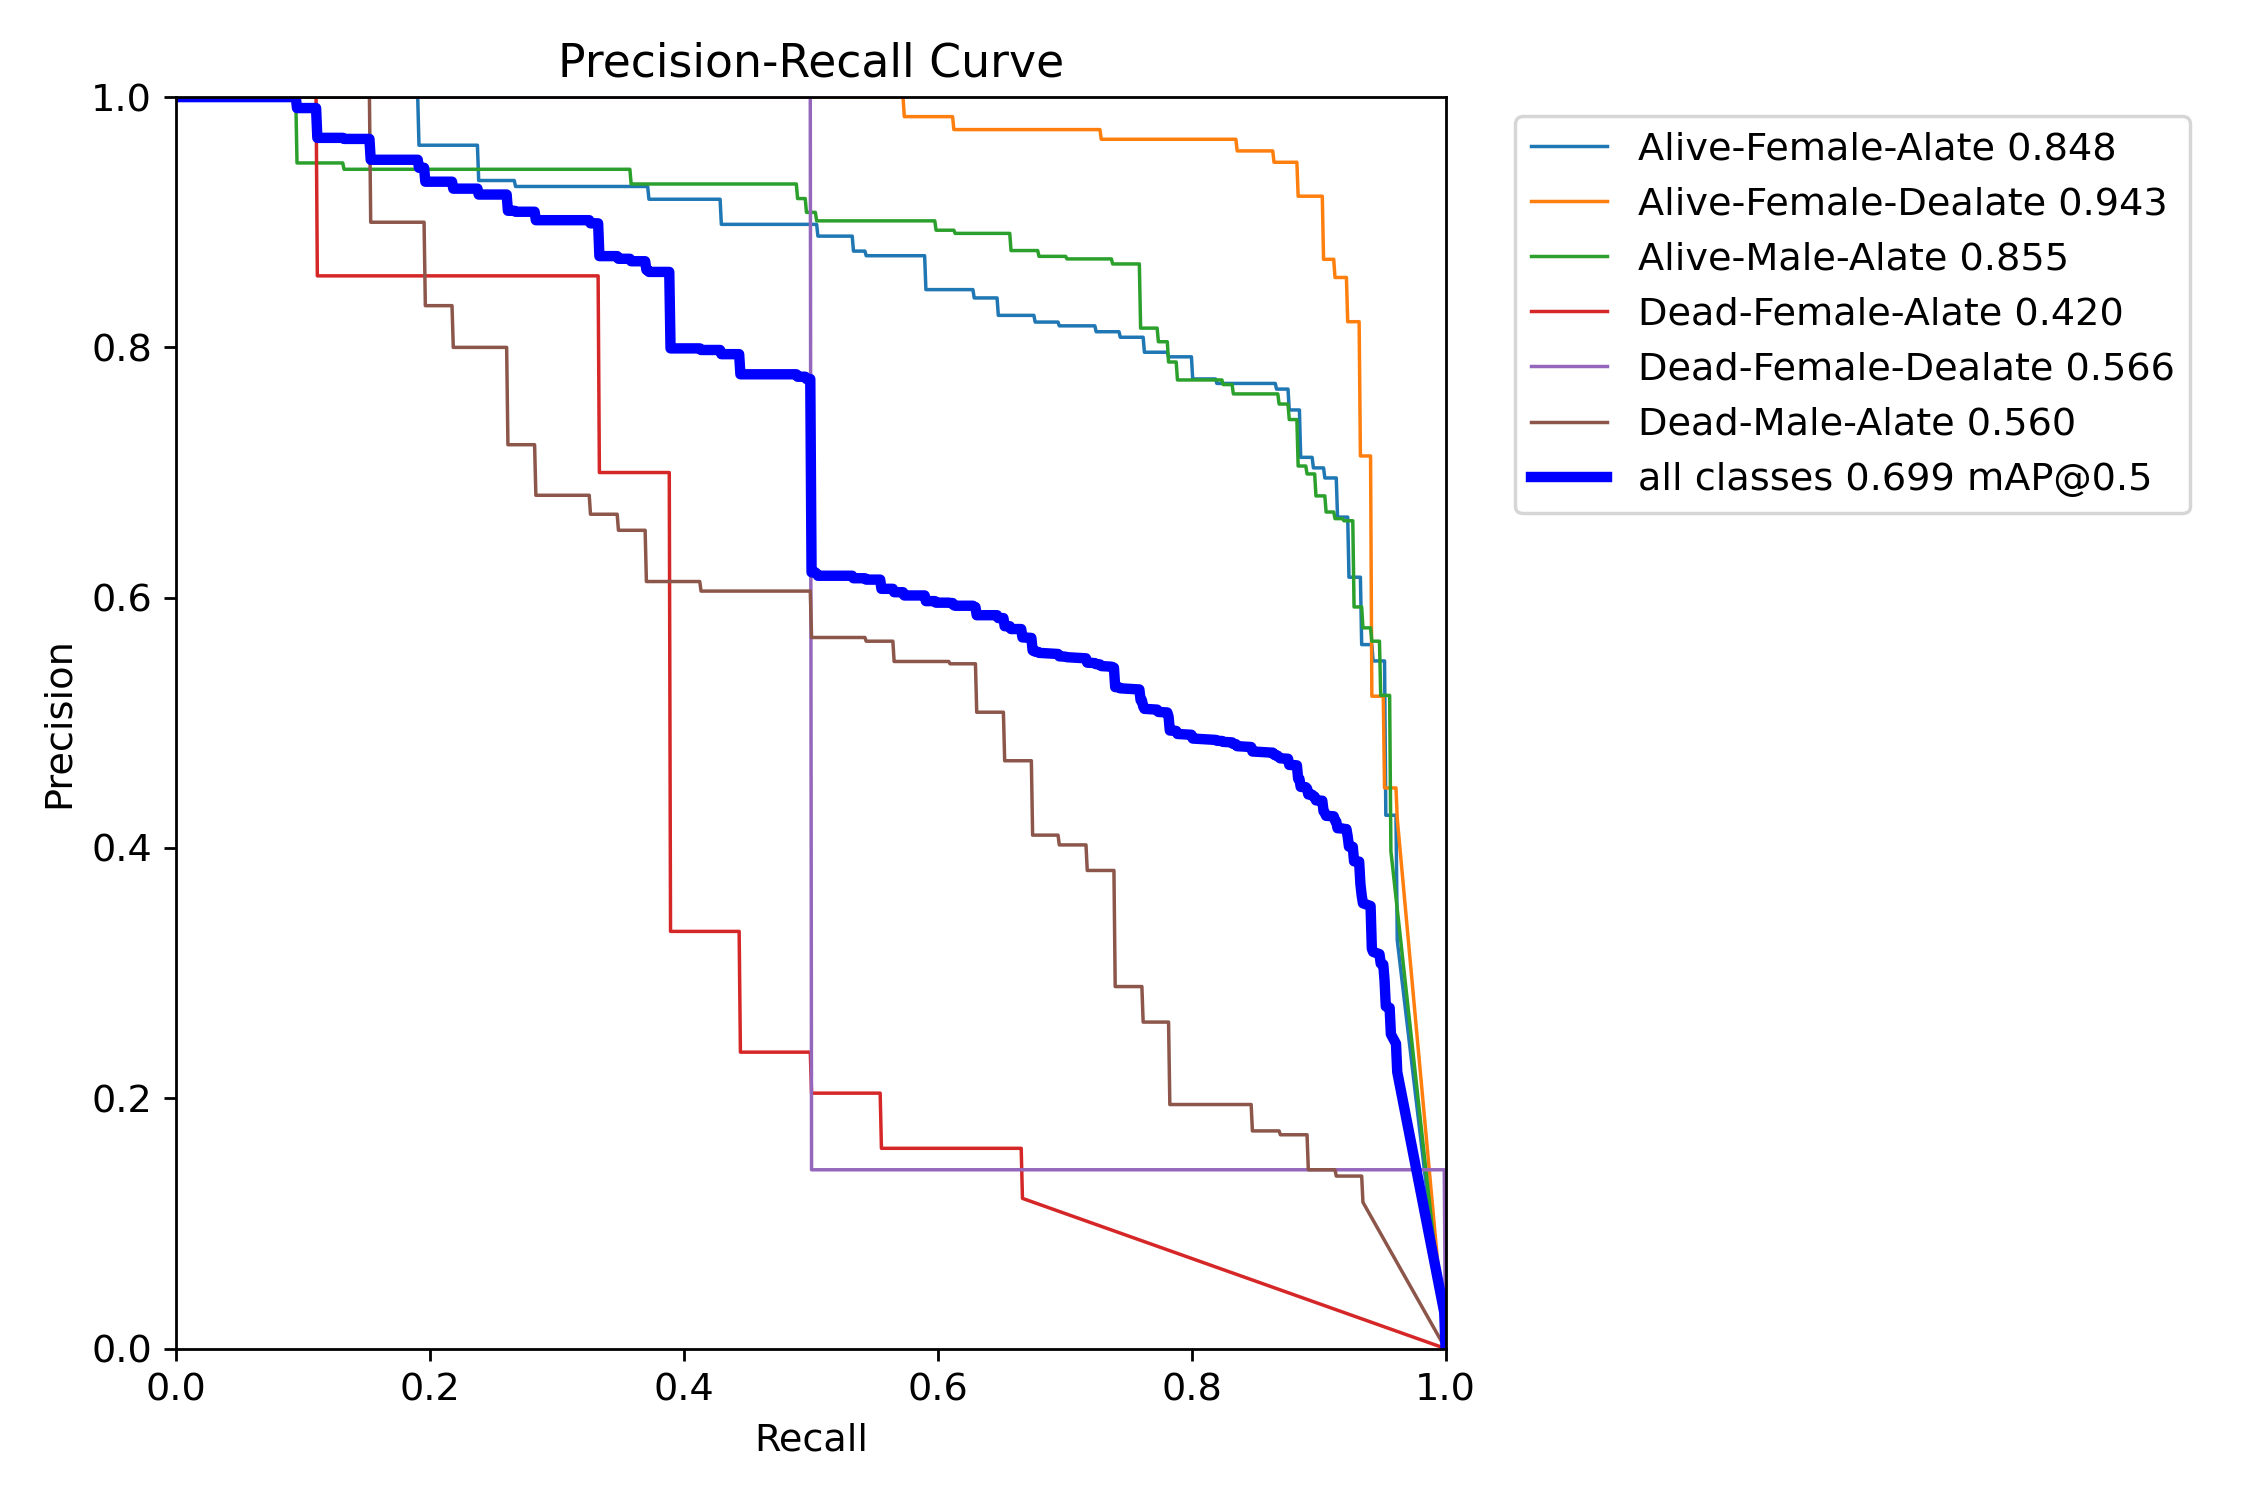 Precision-Recall Curve
1.0
0.8
0.6
0.4
0.2
0.0
Precision
0.0 0.2 0.4 0.6 0.8 1.0
Recall
Alive-Female-Alate 0.848
Alive-Female-Dealate 0.943
Alive-Male-Alate 0.855
Dead-Female-Alate 0.420
Dead-Female-Dealate 0.566
Dead-Male-Alate 0.560
all classes 0.699 mAP@0.5